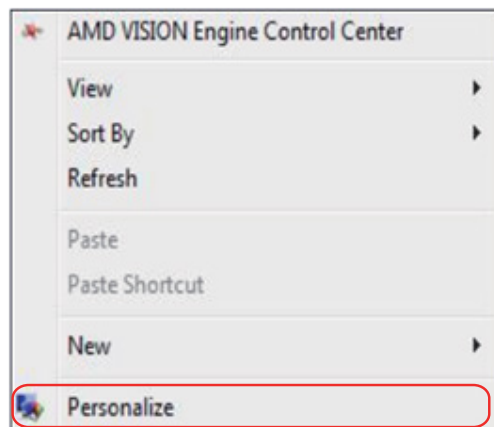 AMD VISION Engine Control Center
View
Sort By
Refresh
Paste
Paste Shortcut
New
Personalize